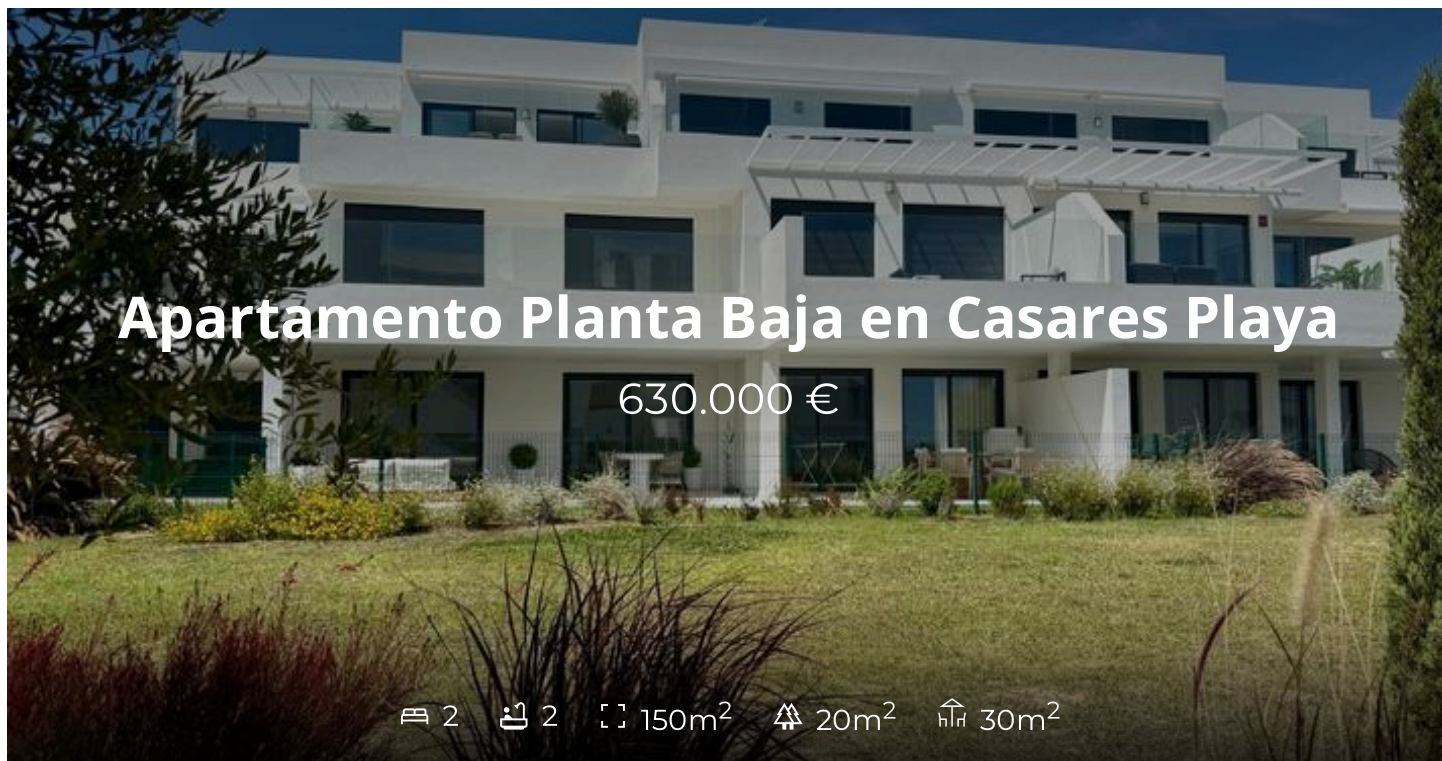 Apartamento Planta Baja en Casares Playa
630.000 €
2 2 150m² 20m² 30m²